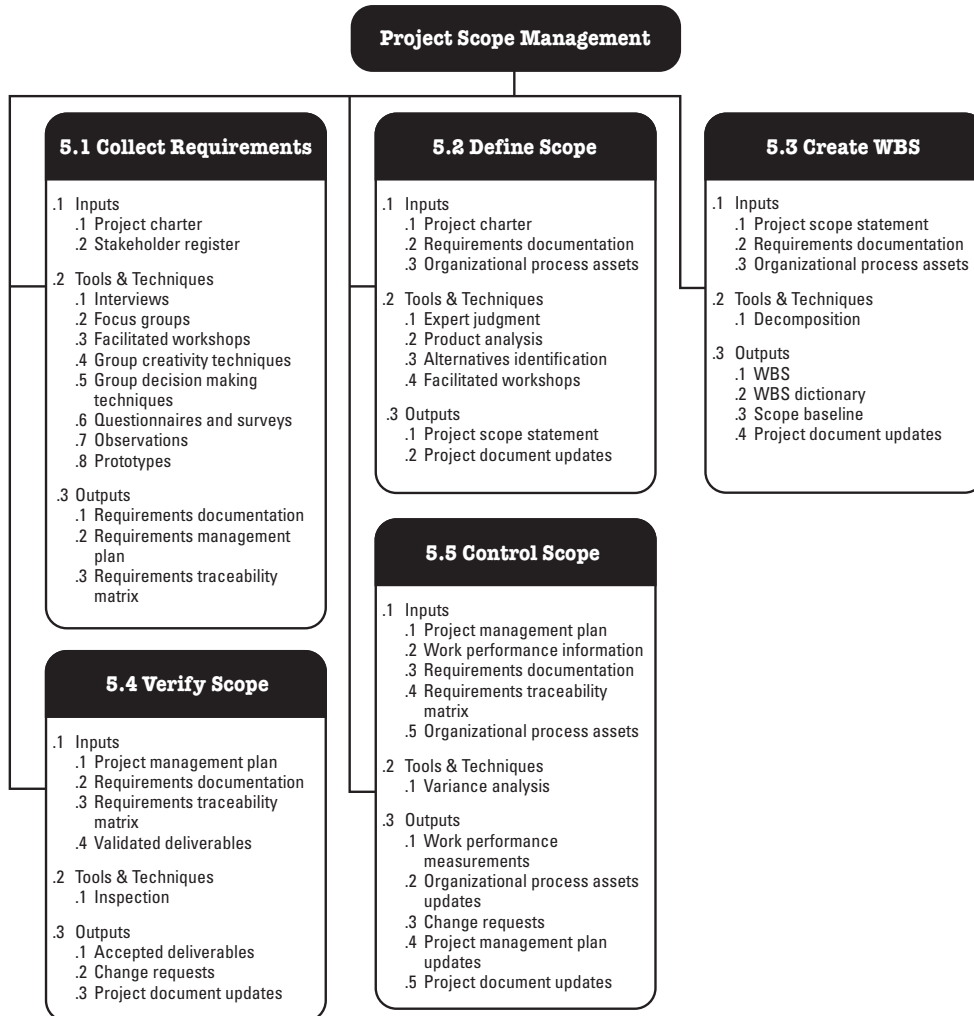 Project Scope Management
5.1 Collect Requirements
.1 Inputs
.1 Project charter
.2 Stakeholder register
.2 Tools & Techniques
.1 Interviews
.2 Focus groups
.3 Facilitated workshops
.4 Group creativity techniques
.5 Group decision making
techniques
.6 Questionnaires and surveys
.7 Observations
.8 Prototypes
.3 Outputs
.1 Requirements documentation
.2 Requirements management
plan
.3 Requirements traceability
matrix
5.2 Define Scope
.1 Inputs
.1 Project charter
.2 Requirements documentation
.3 Organizational process assets
.2 Tools & Techniques
.1 Expert judgment
.2 Product analysis
.3 Alternatives identification
.4 Facilitated workshops
.3 Outputs
.1 Project scope statement
.2 Project document updates
5.3 Create WBS
.1 Inputs
.1 Project scope statement
.2 Requirements documentation
.3 Organizational process assets
.2 Tools & Techniques
.1 Decomposition
.3 Outputs
.1 WBS
.2 WBS dictionary
.3 Scope baseline
.4 Project document updates
5.4 Verify Scope
.1 Inputs
.1 Project management plan
.2 Requirements documentation
.3 Requirements traceability
matrix
.4 Validated deliverables
.2 Tools & Techniques
.1 Inspection
.3 Outputs
.1 Accepted deliverables
.2 Change requests
.3 Project document updates
5.5 Control Scope
.1 Inputs
.1 Project management plan
.2 Work performance information
.3 Requirements documentation
.4 Requirements traceability
matrix
.5 Organizational process assets
.2 Tools & Techniques
.1 Variance analysis
.3 Outputs
.1 Work performance
measurements
.2 Organizational process assets
updates
.3 Change requests
.4 Project management plan
updates
.5 Project document updates